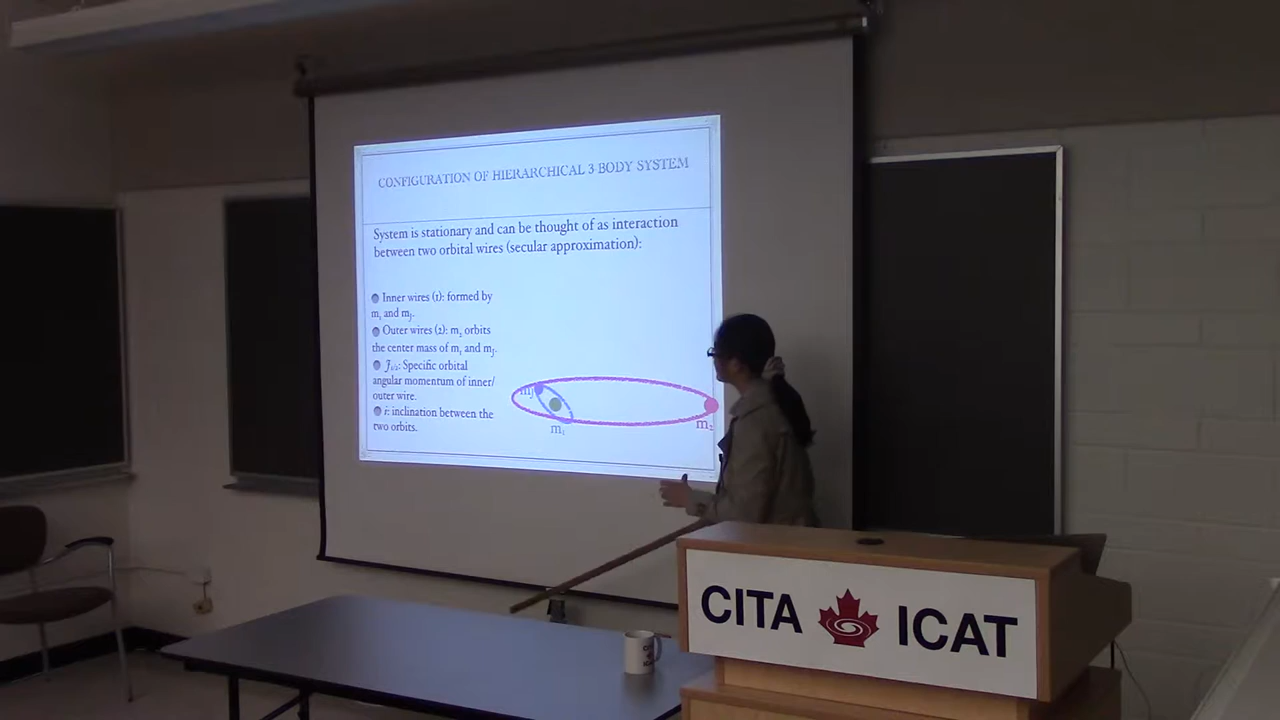 CONFIGURATION OF HIERARCHICAL 3 BODY SYSTEM
System is stationary and can be thought of as interaction
between two orbital wires (secular approximation):
Inner wires (1): formed by
m₁ and mJ.
Outer wires (2): m₂ orbits
the center mass of m₁ and mJ.
J₁/₂: Specific orbital
angular momentum of inner/
outer wire.
i: inclination between the
two orbits.
mJ
m₁
m₂
CITA ICAT